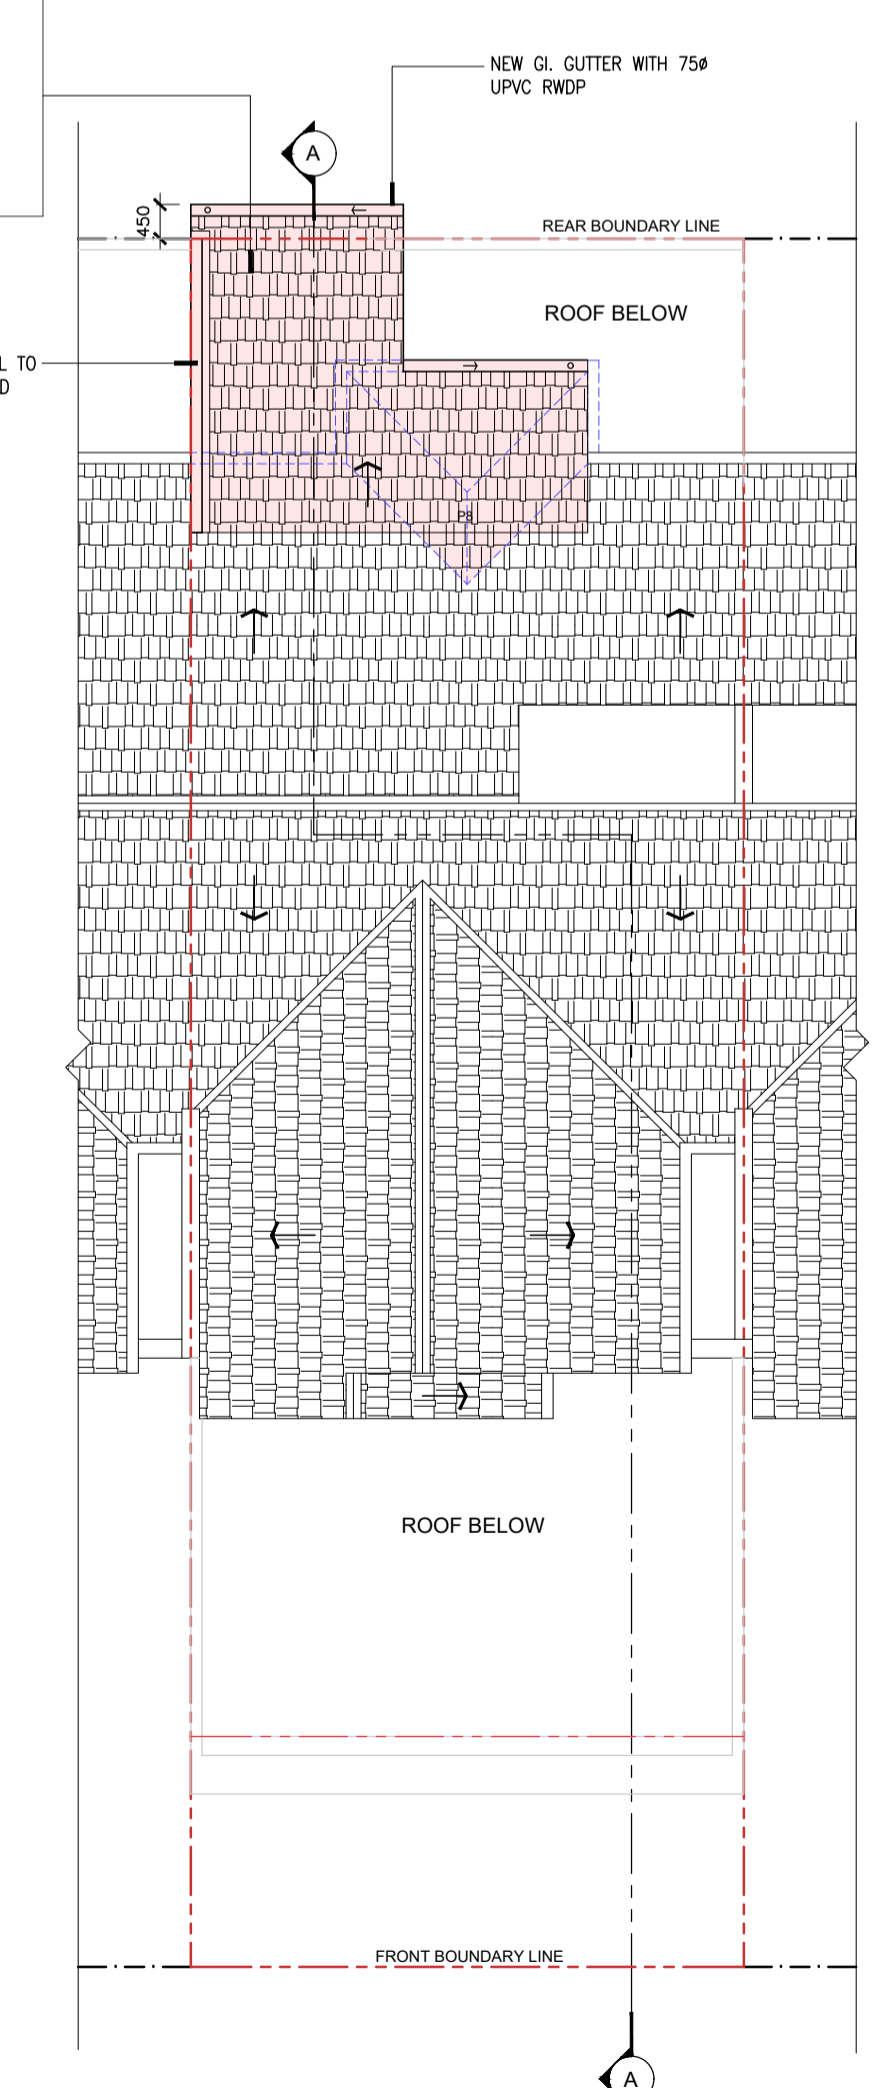 NEW GI. GUTTER WITH 75ø
UPVC RWDP
A
450
REAR BOUNDARY LINE
ROOF BELOW
L TO
D
P8
ROOF BELOW
FRONT BOUNDARY LINE
A